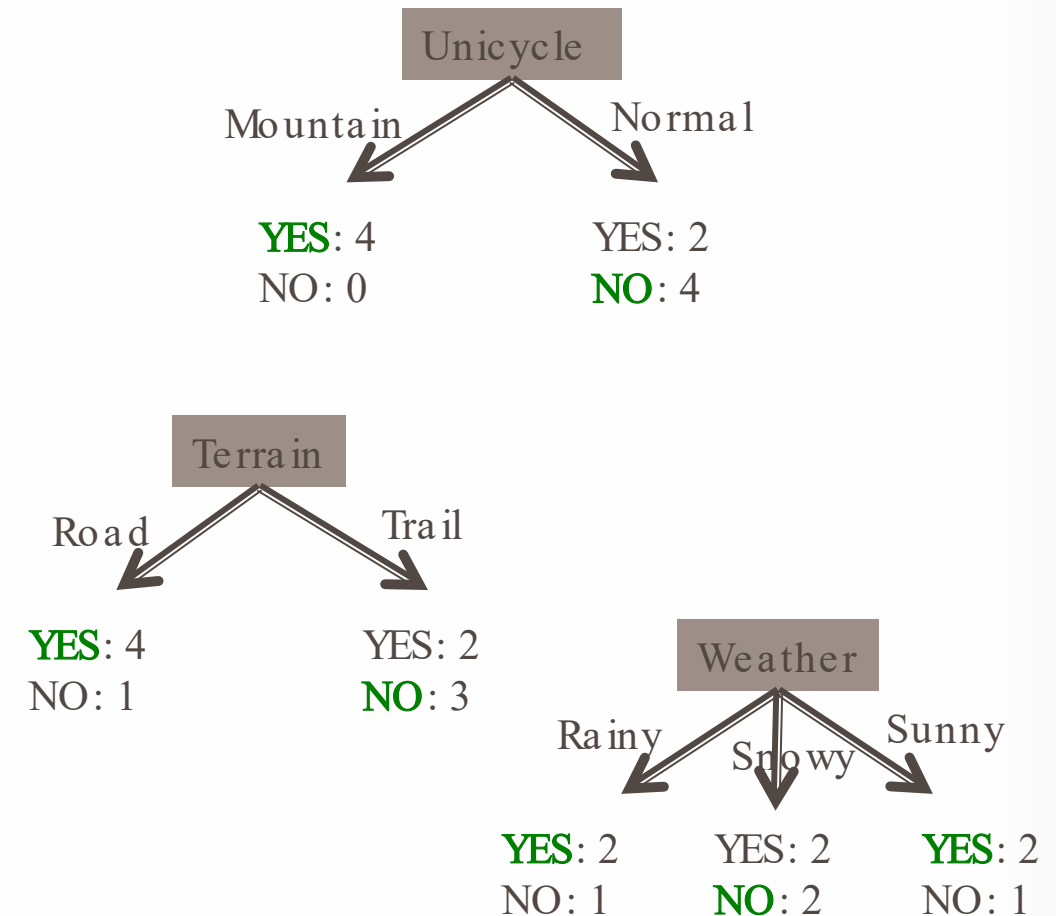 Unicycle
Mountain Normal
YES: 4 YES: 2
NO: 0 NO: 4
Terrain
Road Trail
YES: 4 YES: 2
NO: 1 NO: 3
Weather
Rainy Snowy Sunny
YES: 2 YES: 2 YES: 2
NO: 1 NO: 2 NO: 1